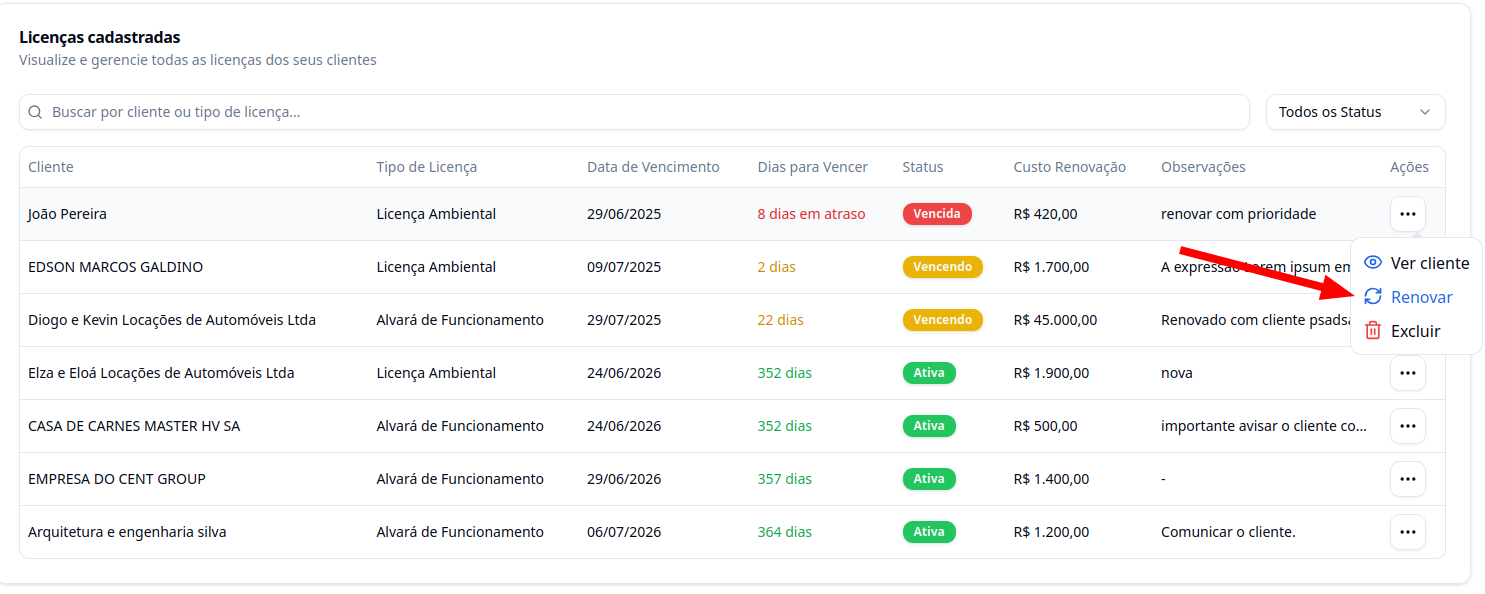 Licenças cadastradas
Visualize e gerencie todas as licenças dos seus clientes
Buscar por cliente ou tipo de licença... Todos os Status
Cliente Tipo de Licença Data de Vencimento Dias para Vencer Status Custo Renovação Observações Ações
João Pereira Licença Ambiental 29/06/2025 8 dias em atraso Vencida R$ 420,00 renovar com prioridade ...
EDSON MARCOS GALDINO Licença Ambiental 09/07/2025 2 dias Vencendo R$ 1.700,00 A expressão ipsum em Ver cliente
Renovar
Diogo e Kevin Locações de Automóveis Ltda Alvará de Funcionamento 29/07/2025 22 dias Vencendo R$ 45.000,00 Renovado com cliente Excluir
Elza e Eloá Locações de Automóveis Ltda Licença Ambiental 24/06/2026 352 dias Ativa R$ 1.900,00 nova ...
CASA DE CARNES MASTER HV SA Alvará de Funcionamento 24/06/2026 352 dias Ativa R$ 500,00 importante avisar o cliente co... ...
EMPRESA DO CENT GROUP Alvará de Funcionamento 29/06/2026 357 dias Ativa R$ 1.400,00 - ...
Arquitetura e engenharia silva Alvará de Funcionamento 06/07/2026 364 dias Ativa R$ 1.200,00 Comunicar o cliente. ...